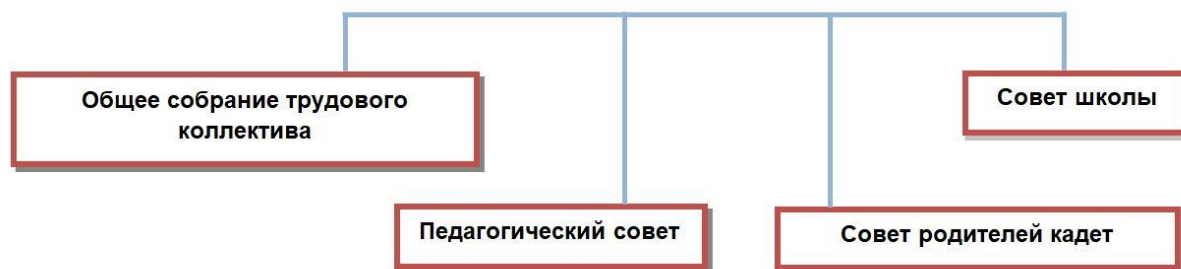 Общее собрание трудового
коллектива
Совет школы
Педагогический совет
Совет родителей кадет